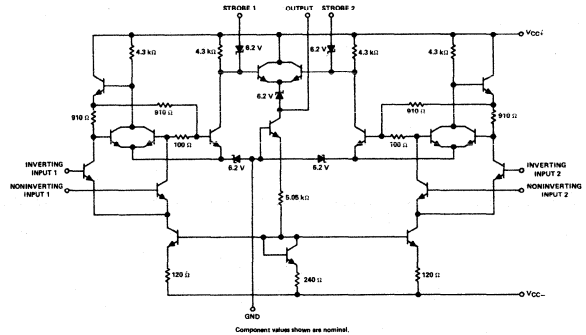 STROBE 1 OUTPUT STROBE 2
VCC+
4.3 kΩ 4.3 kΩ 6.2 V 6.2 V 4.3 kΩ 4.3 kΩ
6.2 V
910 Ω 910 Ω
910 Ω 910 Ω
100 Ω 100 Ω
6.2 V 6.2 V
INVERTING
INPUT 1
NONINVERTING
INPUT 1
INVERTING
INPUT 2
NONINVERTING
INPUT 2
5.05 kΩ
120 Ω 240 Ω 120 Ω
VCC−
GND
Component values shown are nominal.